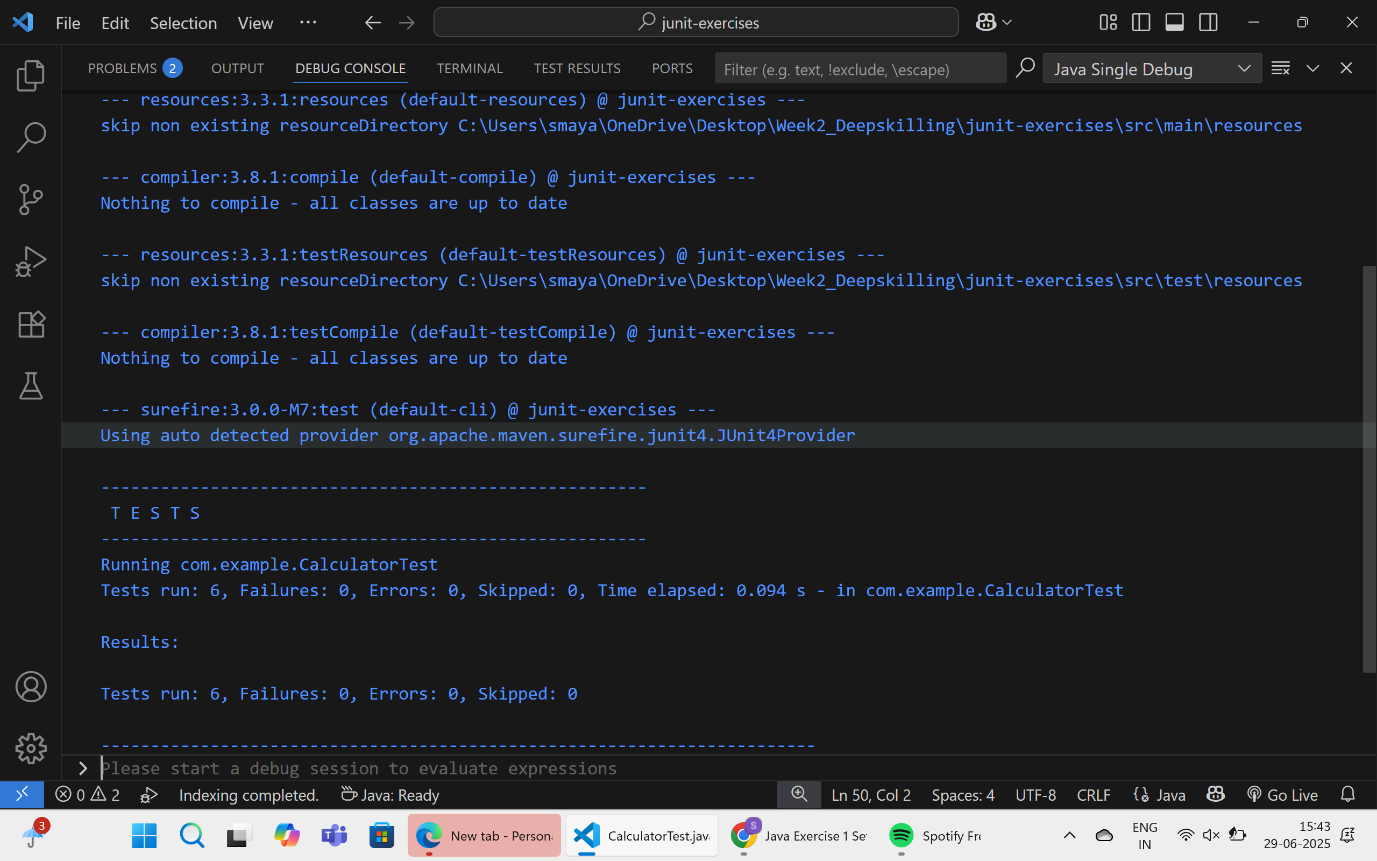 File Edit Selection View ··· junit-exercises
PROBLEMS 2 OUTPUT DEBUG CONSOLE TERMINAL TEST RESULTS PORTS Filter (e.g. text, !exclude, \escape) Java Single Debug
--- resources:3.3.1:resources (default-resources) @ junit-exercises ---
skip non existing resourceDirectory C:\Users\smaya\OneDrive\Desktop\Week2_Deepskilling\junit-exercises\src\main\resources
--- compiler:3.8.1:compile (default-compile) @ junit-exercises ---
Nothing to compile - all classes are up to date
--- resources:3.3.1:testResources (default-testResources) @ junit-exercises ---
skip non existing resourceDirectory C:\Users\smaya\OneDrive\Desktop\Week2_Deepskilling\junit-exercises\src\test\resources
--- compiler:3.8.1:testCompile (default-testCompile) @ junit-exercises ---
Nothing to compile - all classes are up to date
--- surefire:3.0.0-M7:test (default-cli) @ junit-exercises ---
Using auto detected provider org.apache.maven.surefire.junit4.JUnit4Provider
-------------------------------------------------------
T E S T S
-------------------------------------------------------
Running com.example.CalculatorTest
Tests run: 6, Failures: 0, Errors: 0, Skipped: 0, Time elapsed: 0.094 s - in com.example.CalculatorTest
Results:
Tests run: 6, Failures: 0, Errors: 0, Skipped: 0
------------------------------------------------------------------------
Please start a debug session to evaluate expressions
0 2 Indexing completed. Java: Ready Ln 50, Col 2 Spaces: 4 UTF-8 CRLF Java Go Live
3 New tab - Person CalculatorTest.jav S Java Exercise 1 Se Spotify Fr ENG 15:43
IN 29-06-2025